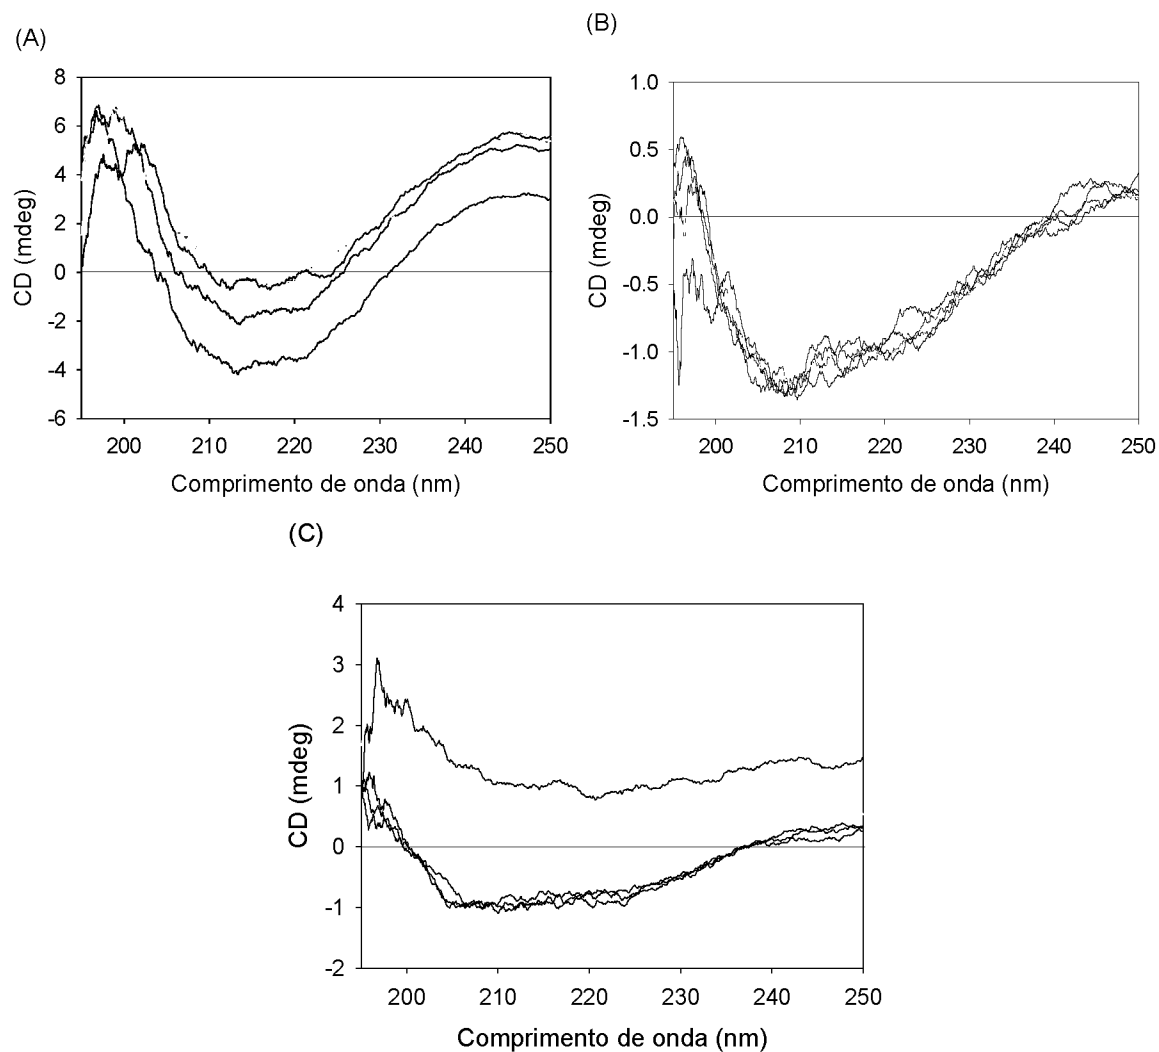 (A)
8
6
4
2
0
-2
-4
-6
CD (mdeg)
200 210 220 230 240 250
Comprimento de onda (nm)
(B)
1.0
0.5
0.0
-0.5
-1.0
-1.5
CD (mdeg)
200 210 220 230 240 250
Comprimento de onda (nm)
(C)
4
3
2
1
0
-1
-2
CD (mdeg)
200 210 220 230 240 250
Comprimento de onda (nm)